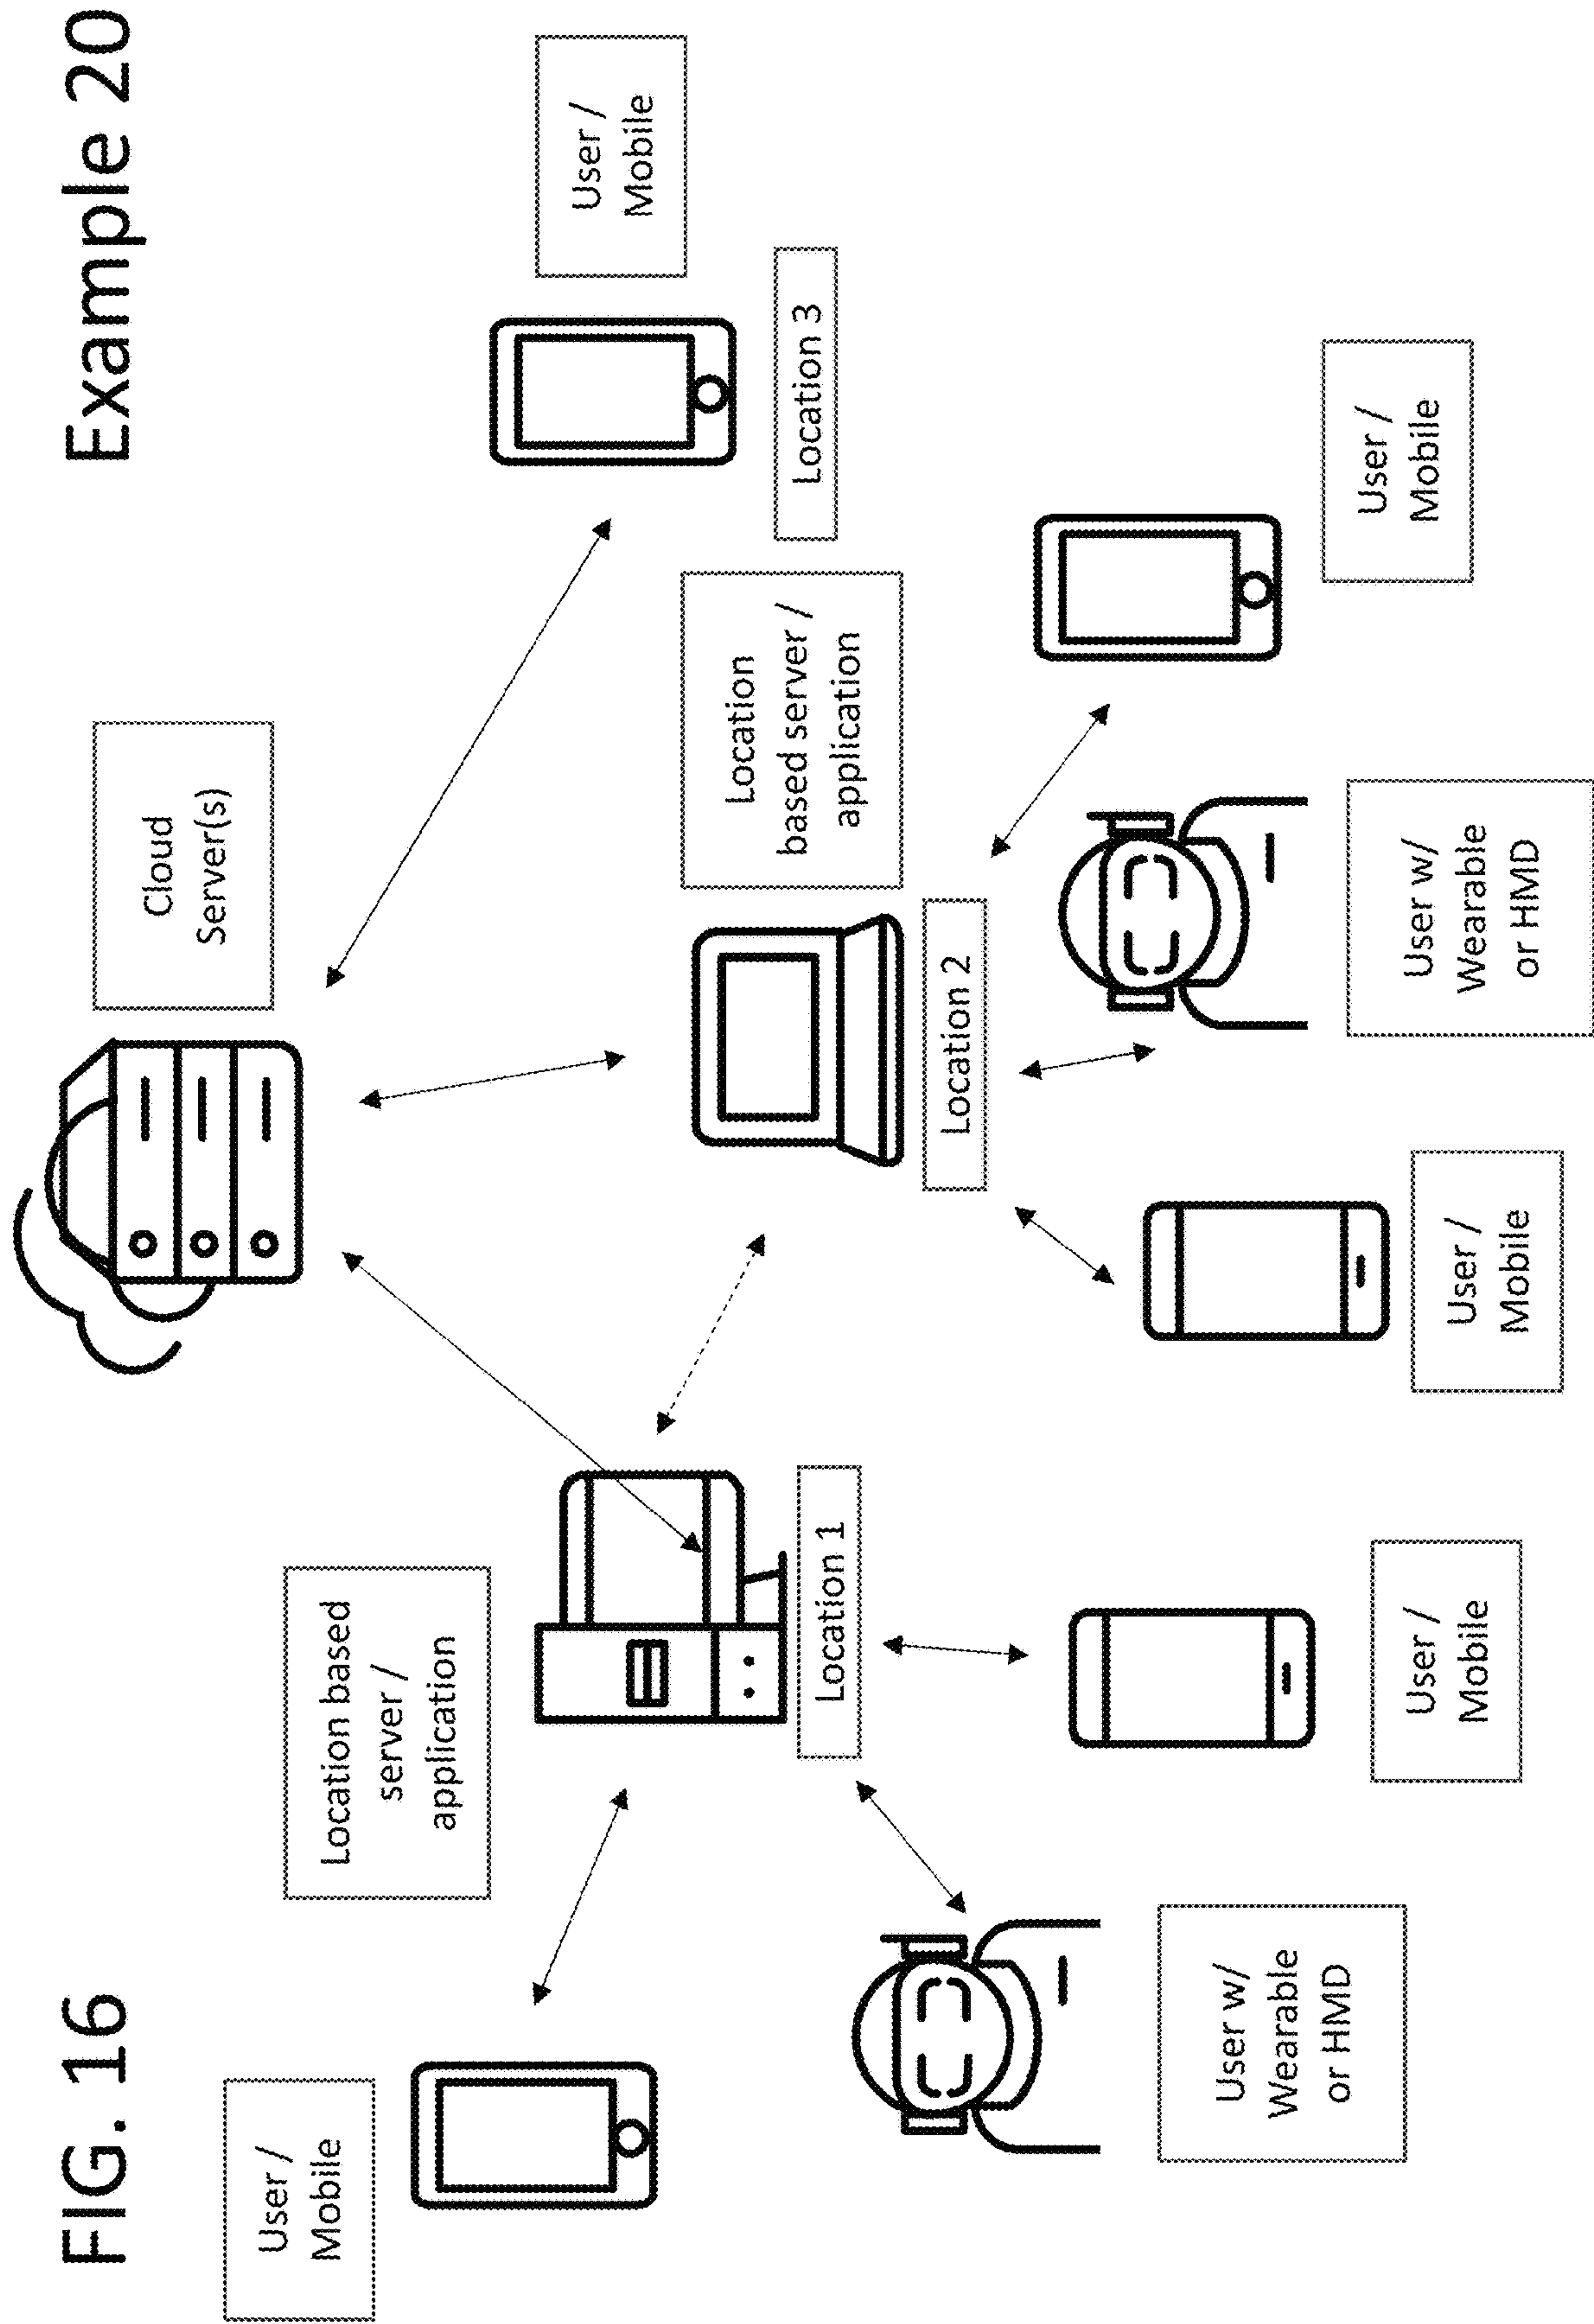 FIG. 16
Example 20
Cloud
Server(s)
User /
Mobile
Location based
server /
application
User /
Mobile
Location 3
Location
based server /
application
Location 1
Location 2
User w/
Wearable
or HMD
User /
Mobile
User /
Mobile
User w/
Wearable
or HMD
User /
Mobile